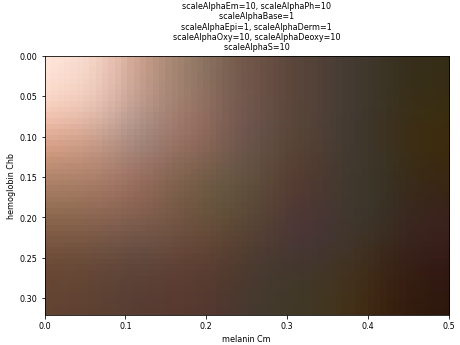 scaleAlphaEm=10, scaleAlphaPh=10
scaleAlphaBase=1
scaleAlphaEpi=1, scaleAlphaDerm=1
scaleAlphaOxy=10, scaleAlphaDeoxy=10
scaleAlphaS=10
0.00
0.05
0.10
0.15
0.20
0.25
0.30
hemoglobin Chb
0.0 0.1 0.2 0.3 0.4 0.5
melanin Cm